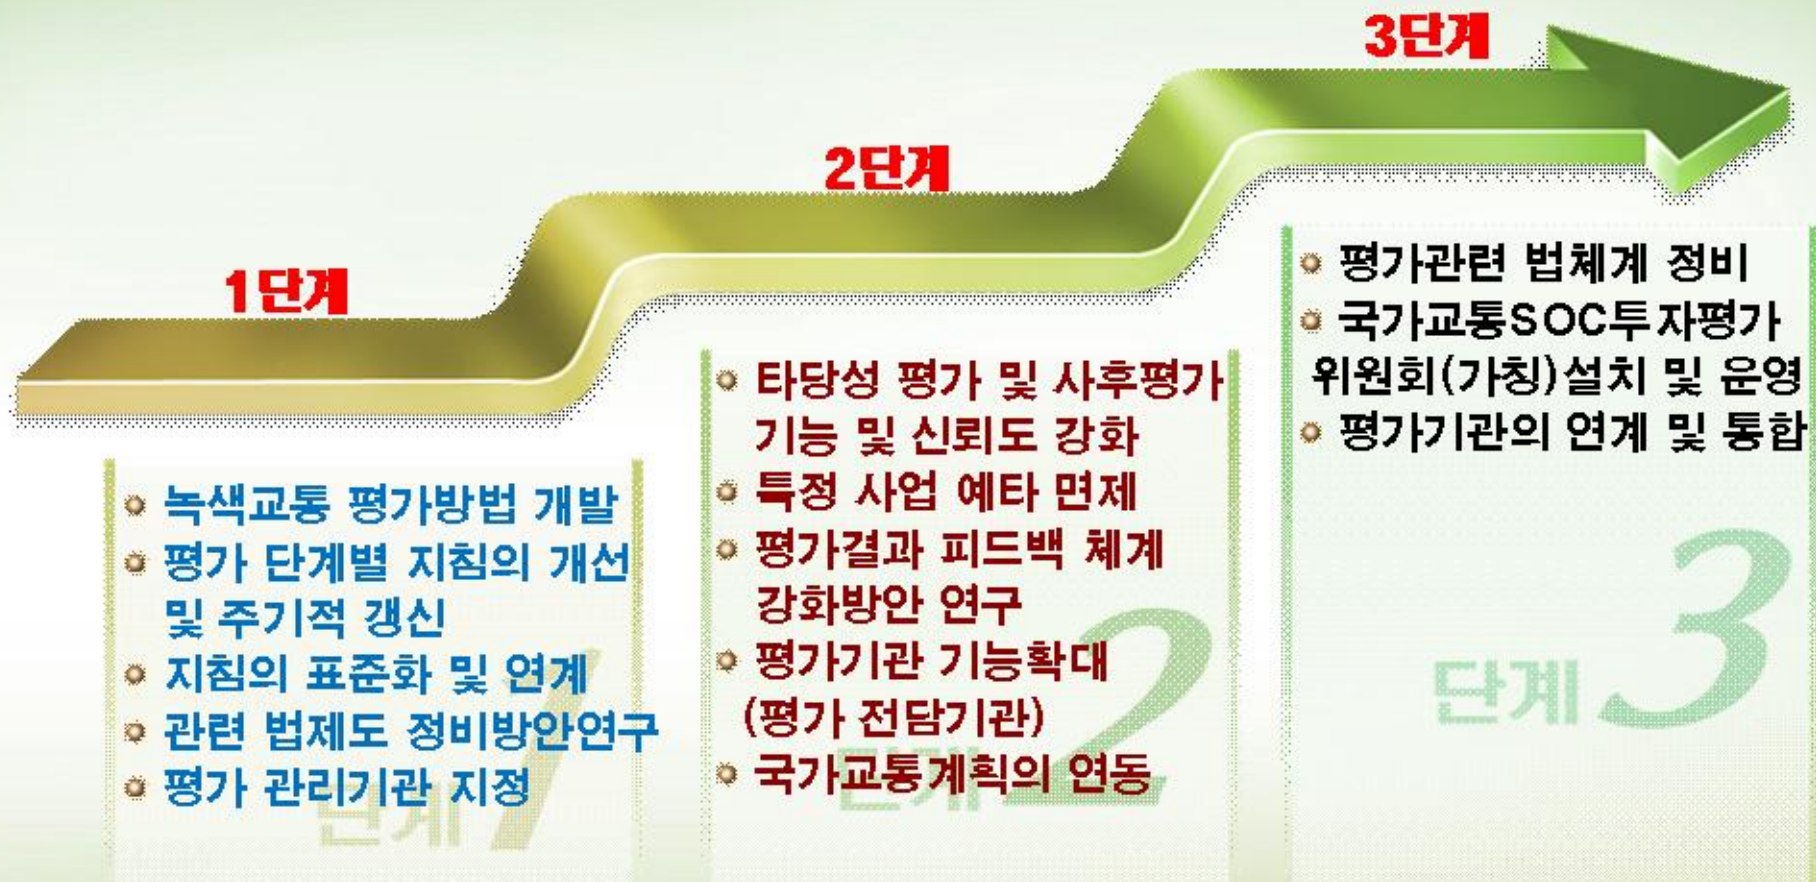 1단계
녹색교통 평가방법 개발
평가 단계별 지침의 개선
및 주기적 갱신
지침의 표준화 및 연계
관련 법제도 정비방안연구
평가 관리기관 지정
단계 1
2단계
타당성 평가 및 사후평가
기능 및 신뢰도 강화
특정 사업 예타 면제
평가결과 피드백 체계
강화방안 연구
평가기관 기능확대
(평가 전담기관)
국가교통계획의 연동
단계 2
3단계
평가관련 법체계 정비
국가교통SOC투자평가
위원회(가칭)설치 및 운영
평가기관의 연계 및 통합
단계 3